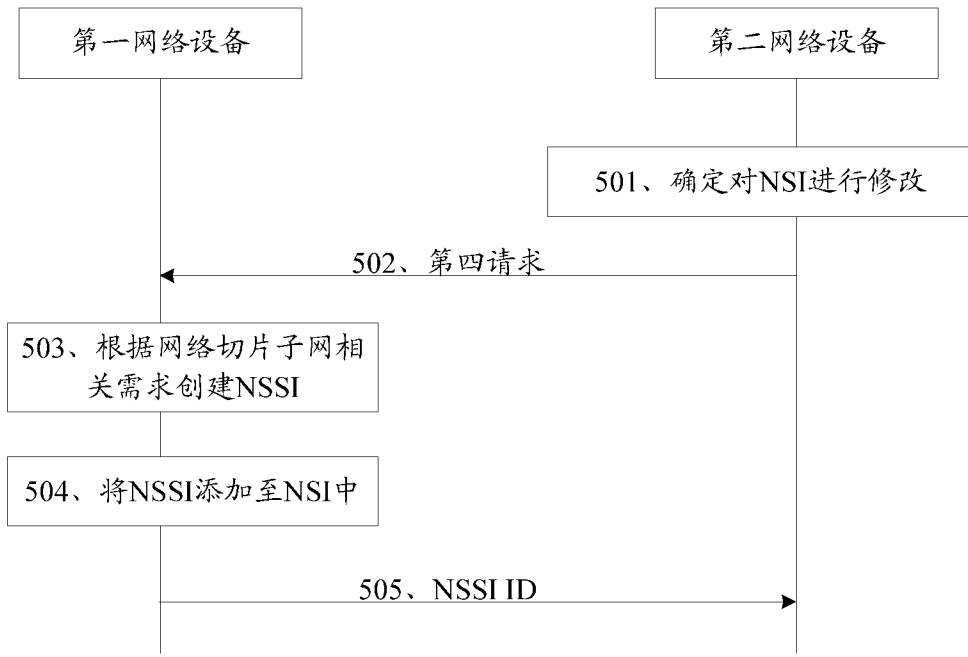 第一网络设备
第二网络设备
501、确定对NSI进行修改
502、第四请求
503、根据网络切片子网相
关需求创建NSSI
504、将NSSI添加至NSI中
505、NSSI ID